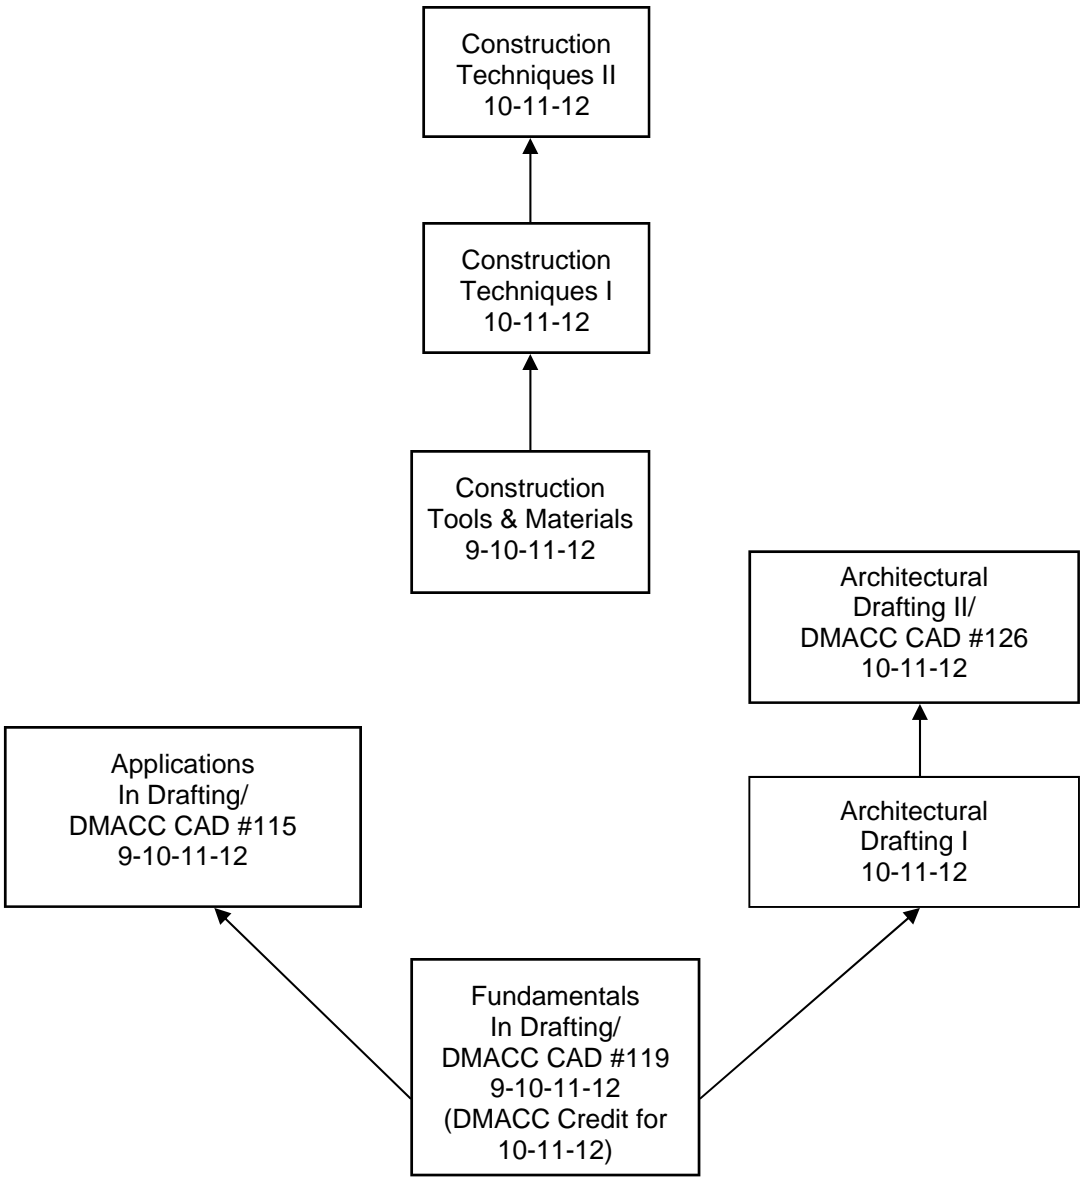 Construction
Techniques II
10-11-12
Construction
Techniques I
10-11-12
Construction
Tools & Materials
9-10-11-12
Architectural
Drafting II/
DMACC CAD #126
10-11-12
Applications
In Drafting/
DMACC CAD #115
9-10-11-12
Architectural
Drafting I
10-11-12
Fundamentals
In Drafting/
DMACC CAD #119
9-10-11-12
(DMACC Credit for
10-11-12)